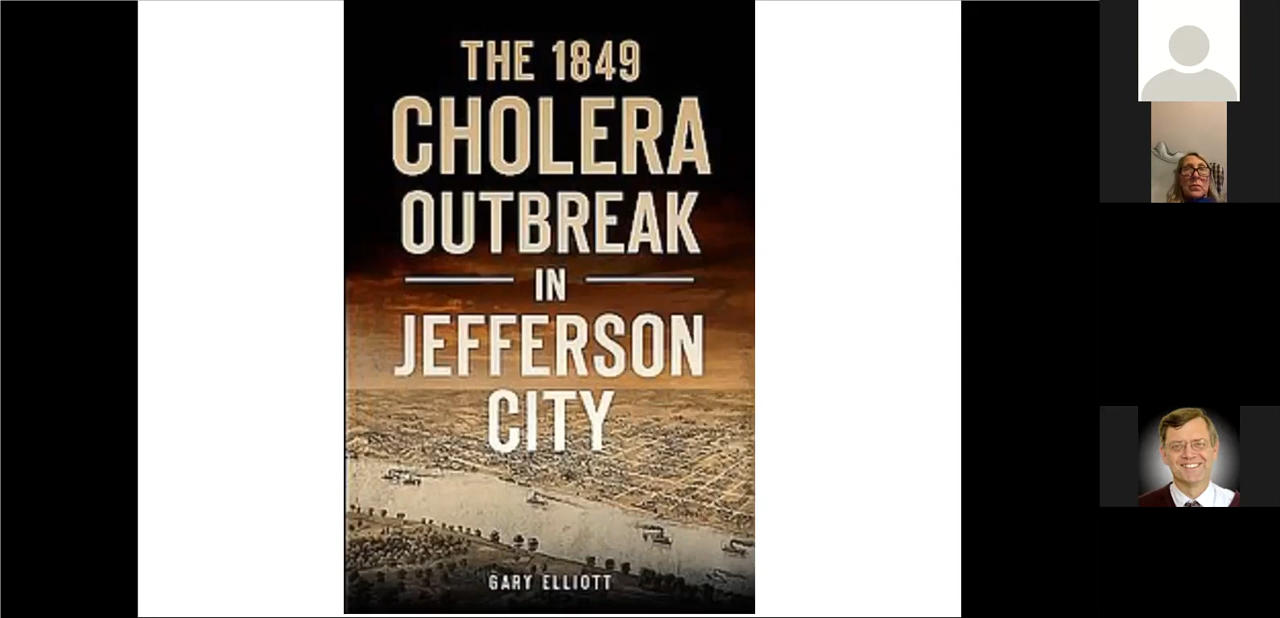 THE 1849
CHOLERA
OUTBREAK
IN
JEFFERSON
CITY
GARY ELLIOTT